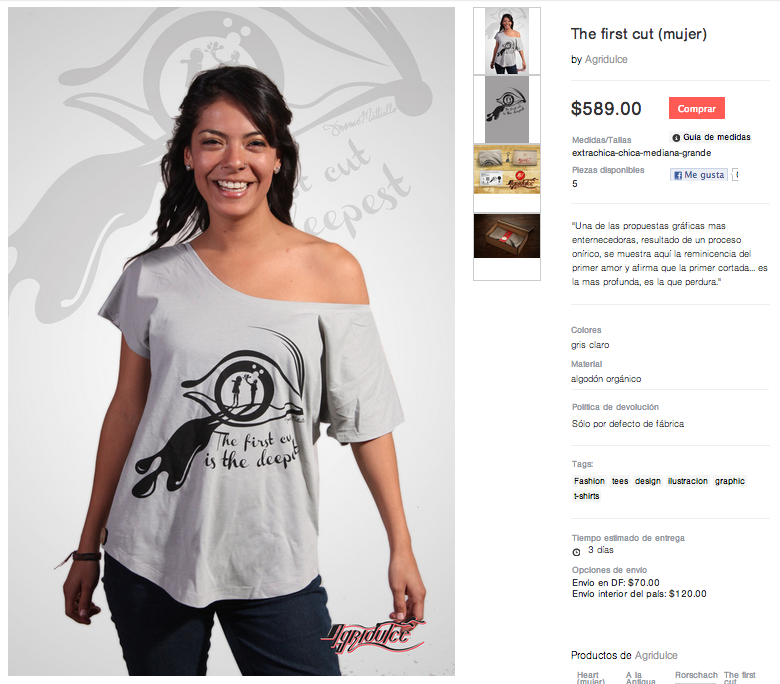 The first cut (mujer)
by Agridulce
$589.00
Comprar
Medidas/Tallas
Guia de medidas
extrachica-chica-mediana-grande
Piezas disponibles
5
Me gusta
"Una de las propuestas gráficas mas
enternecedoras, resultado de un proceso
onírico, se muestra aquí la reminicencia del
primer amor y afirma que la primer cortada... es
la mas profunda, es la que perdura."
Colores
gris claro
Material
algodón orgánico
Política de devolución
Sólo por defecto de fábrica
Tags:
Fashion tees design ilustracion graphic
t-shirts
Tiempo estimado de entrega
3 días
Opciones de envío
Envío en DF: $70.00
Envío interior del país: $120.00
Productos de Agridulce
Heart A la Rorschach The first
(mujer) Antigua cut
cut
deepest
The first cu
is the deepe
Agridulce